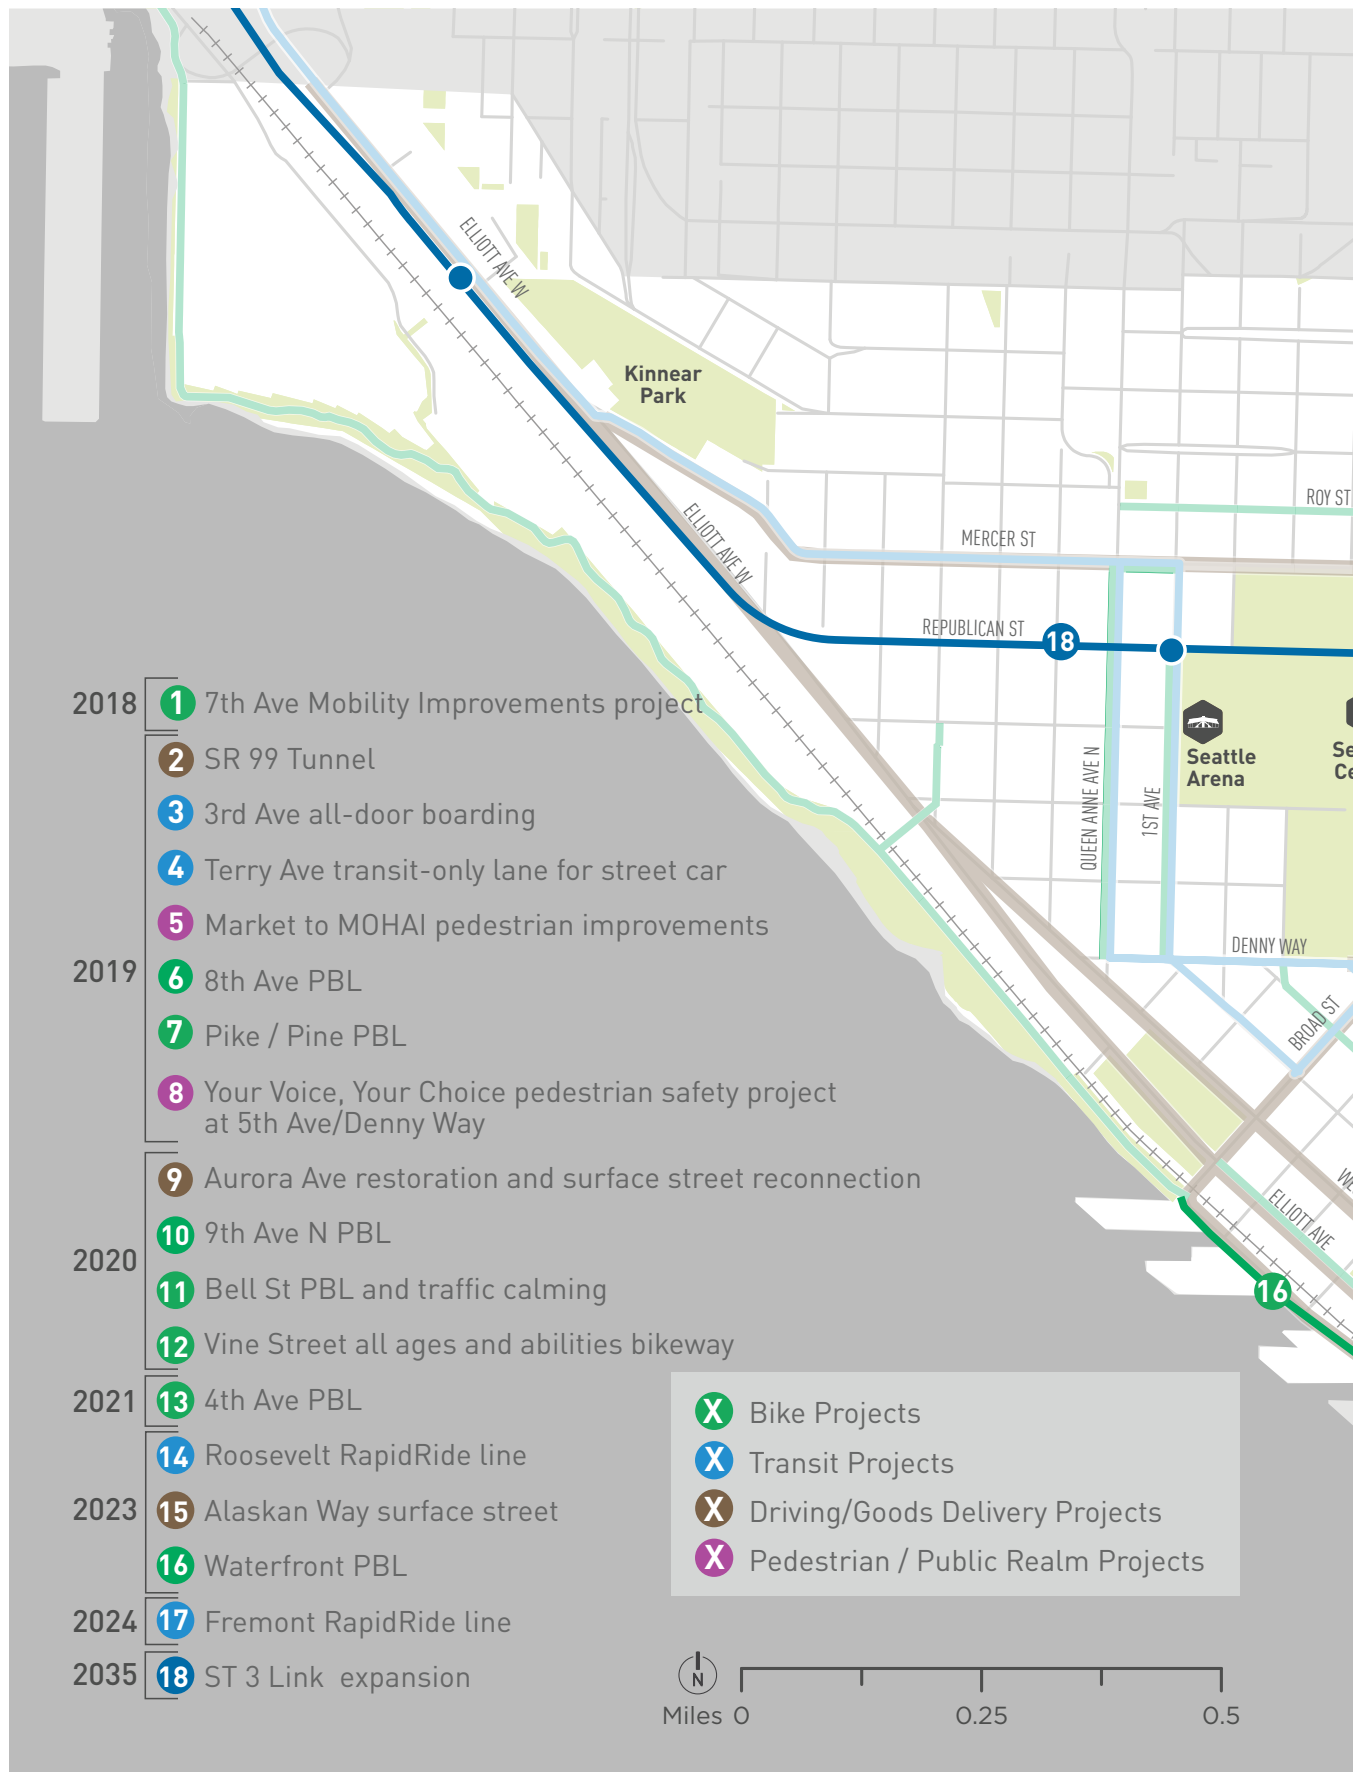 ELLIOTT AVE W
Kinnear
Park
ROY ST
ELLIOTT AVE W
MERCER ST
REPUBLICAN ST
18
Seattle
Arena
QUEEN ANNE AVE N
1ST AVE
DENNY WAY
BROAD ST
ELLIOTT AVE
16
2018
1 7th Ave Mobility Improvements project
2019
2 SR 99 Tunnel
3 3rd Ave all-door boarding
4 Terry Ave transit-only lane for street car
5 Market to MOHAI pedestrian improvements
6 8th Ave PBL
7 Pike / Pine PBL
8 Your Voice, Your Choice pedestrian safety project
at 5th Ave/Denny Way
2020
9 Aurora Ave restoration and surface street reconnection
10 9th Ave N PBL
11 Bell St PBL and traffic calming
12 Vine Street all ages and abilities bikeway
2021
13 4th Ave PBL
2023
14 Roosevelt RapidRide line
15 Alaskan Way surface street
16 Waterfront PBL
2024
17 Fremont RapidRide line
2035
18 ST 3 Link expansion
X Bike Projects
X Transit Projects
X Driving/Goods Delivery Projects
X Pedestrian / Public Realm Projects
N
Miles 0 0.25 0.5